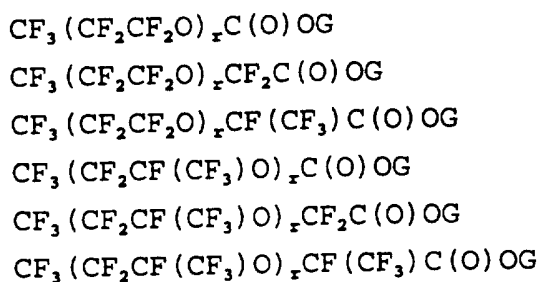 CF₃(CF₂CF₂O)ᵣC(O)OG
CF₃(CF₂CF₂O)ᵣCF₂C(O)OG
CF₃(CF₂CF₂O)ᵣCF(CF₃)C(O)OG
CF₃(CF₂CF(CF₃)O)ᵣC(O)OG
CF₃(CF₂CF(CF₃)O)ᵣCF₂C(O)OG
CF₃(CF₂CF(CF₃)O)ᵣCF(CF₃)C(O)OG